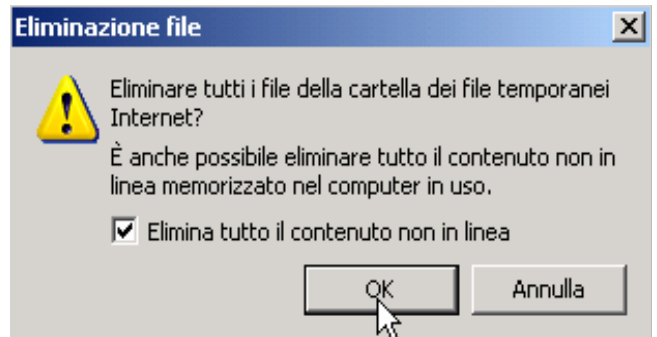 Eliminazione file
Eliminare tutti i file della cartella dei file temporanei
Internet?
È anche possibile eliminare tutto il contenuto non in
linea memorizzato nel computer in uso.
Elimina tutto il contenuto non in linea
OK
Annulla